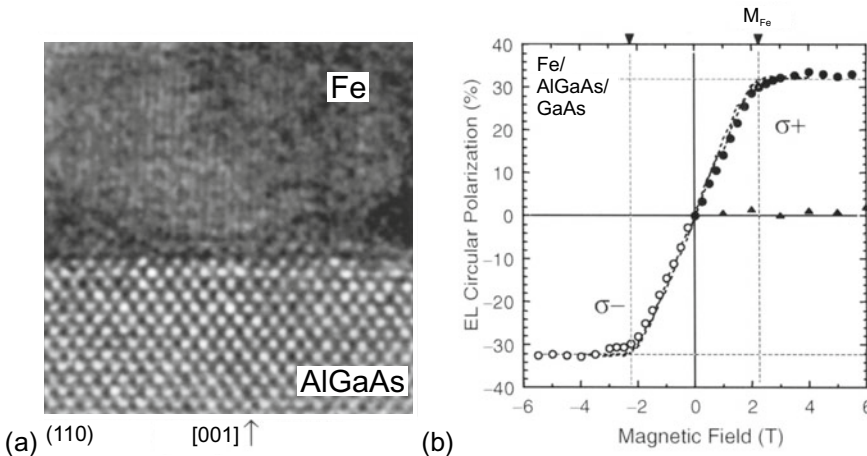 Fe
AlGaAs
(a) (110) [001] ↑
M_Fe
Fe/
AlGaAs/
GaAs
σ+
σ−
EL Circular Polarization (%)
40
30
20
10
0
−10
−20
−30
−40
−6 −4 −2 0 2 4 6
(b) Magnetic Field (T)